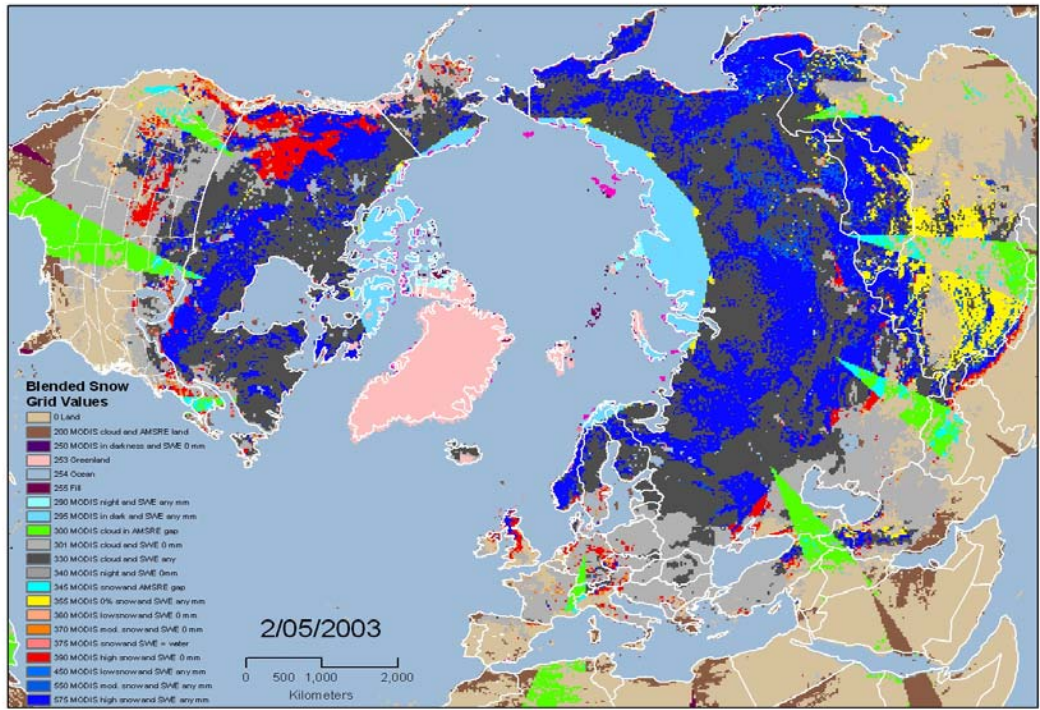 Blended Snow
Grid Values
0 Land
200 MODIS cloud and AMSRE land
250 MODIS in darkness and SWE 0 mm
253 Greenland
254 Ocean
255 Fill
290 MODIS night and SWE any mm
295 MODIS in dark and SWE any mm
300 MODIS cloud in AMSRE gap
301 MODIS cloud and SWE 0 mm
330 MODIS cloud and SWE any
340 MODIS night and SWE 0mm
345 MODIS snow and AMSRE gap
355 MODIS 0% snow and SWE any mm
360 MODIS low snow and SWE 0 mm
370 MODIS mod. snow and SWE 0 mm
375 MODIS snow and SWE = water
390 MODIS high snow and SWE 0 mm
450 MODIS low snow and SWE any mm
550 MODIS mod. snow and SWE any mm
575 MODIS high snow and SWE any mm
2/05/2003
0 500 1,000 2,000
Kilometers